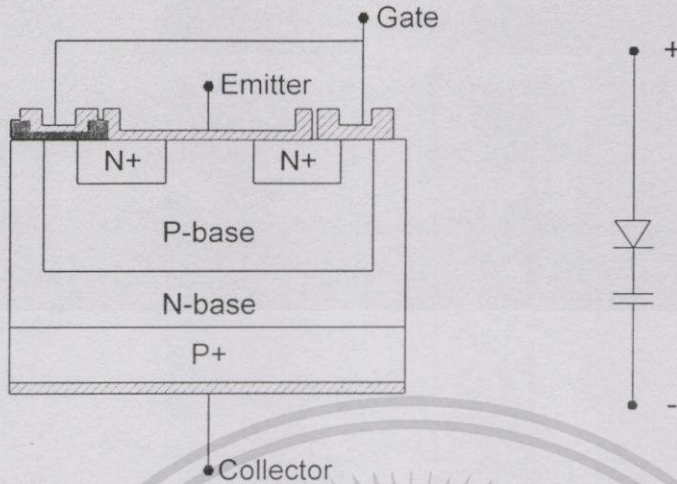 Gate
+
Emitter
N+ N+
P-base
N-base
P+
-
Collector